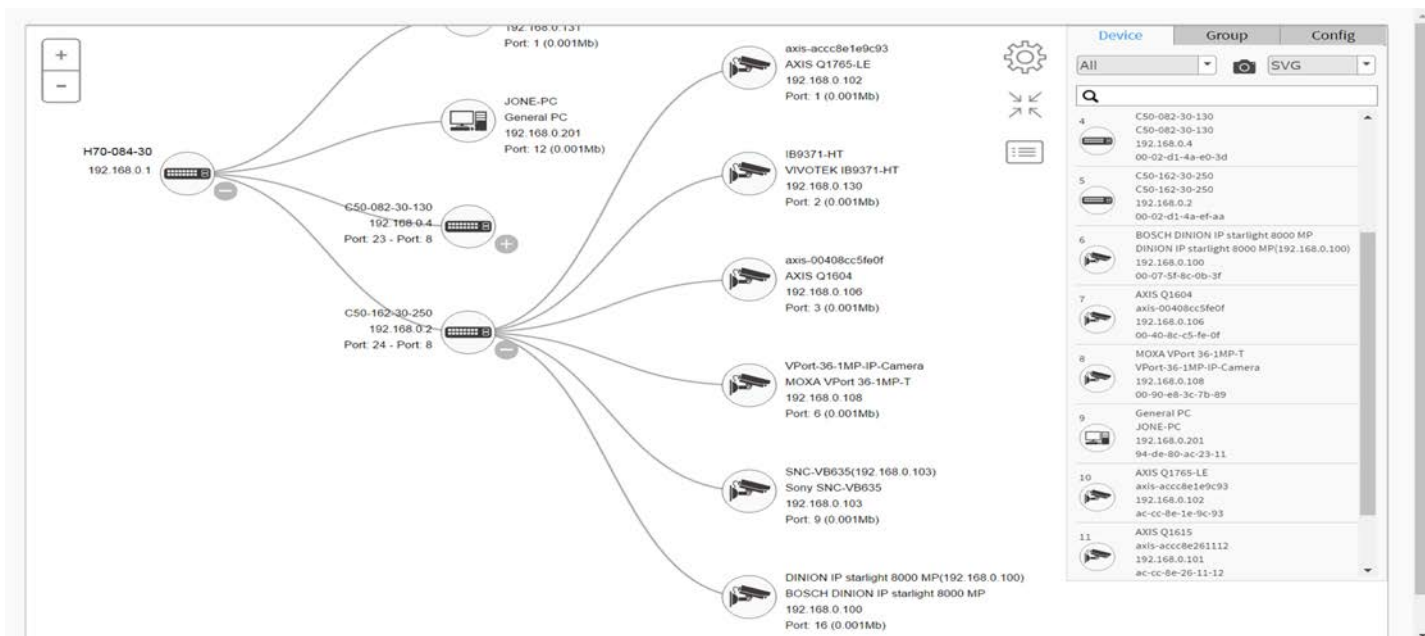 +
−
192.168.0.131
Port: 1 (0.001Mb)
JONE-PC
General PC
192.168.0.201
Port: 12 (0.001Mb)
H70-084-30
192.168.0.1
C50-082-30-130
192.168.0.4
Port: 23 - Port: 8
C50-162-30-250
192.168.0.2
Port: 24 - Port: 8
axis-accc8e1e9c93
AXIS Q1765-LE
192.168.0.102
Port: 1 (0.001Mb)
IB9371-HT
VIVOTEK IB9371-HT
192.168.0.130
Port: 2 (0.001Mb)
axis-00408cc5fe0f
AXIS Q1604
192.168.0.106
Port: 3 (0.001Mb)
VPort-36-1MP-IP-Camera
MOXA VPort 36-1MP-T
192.168.0.108
Port: 6 (0.001Mb)
SNC-VB635(192.168.0.103)
Sony SNC-VB635
192.168.0.103
Port: 9 (0.001Mb)
DINION IP starlight 8000 MP(192.168.0.100)
BOSCH DINION IP starlight 8000 MP
192.168.0.100
Port: 16 (0.001Mb)
Device Group Config
All SVG
4
C50-082-30-130
C50-082-30-130
192.168.0.4
00-02-d1-4a-e0-3d
5
C50-162-30-250
C50-162-30-250
192.168.0.2
00-02-d1-4a-ef-aa
6
BOSCH DINION IP starlight 8000 MP
DINION IP starlight 8000 MP(192.168.0.100)
192.168.0.100
00-07-5f-8c-0b-3f
7
AXIS Q1604
axis-00408cc5fe0f
192.168.0.106
00-40-8c-c5-fe-0f
8
MOXA VPort 36-1MP-T
VPort-36-1MP-IP-Camera
192.168.0.108
00-90-e8-3c-7b-89
9
General PC
JONE-PC
192.168.0.201
94-de-80-ac-23-11
10
AXIS Q1765-LE
axis-accc8e1e9c93
192.168.0.102
ac-cc-8e-1e-9c-93
11
AXIS Q1615
axis-accc8e261112
192.168.0.101
ac-cc-8e-26-11-12